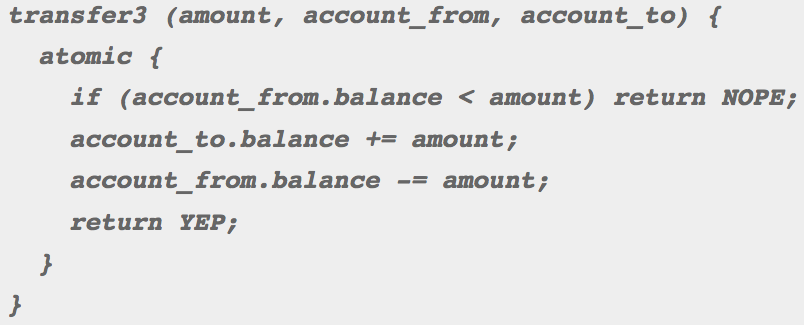 transfer3 (amount, account_from, account_to) {
atomic {
if (account_from.balance < amount) return NOPE;
account_to.balance += amount;
account_from.balance -= amount;
return YEP;
}
}